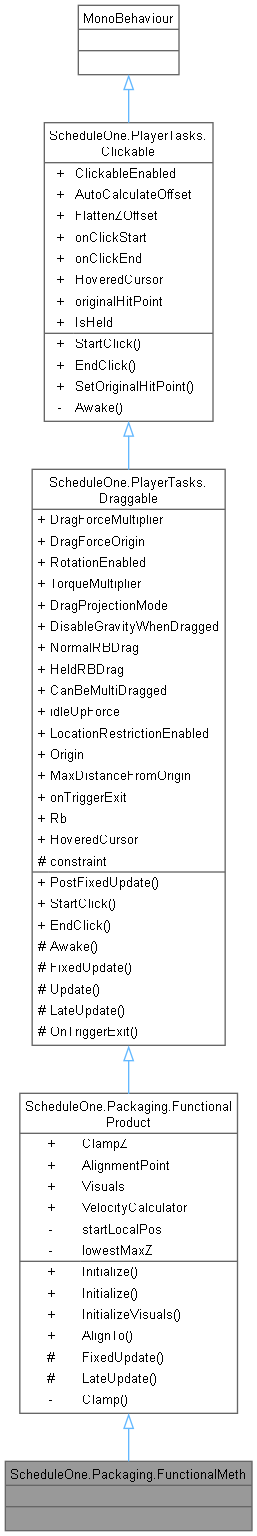 MonoBehaviour
ScheduleOne.PlayerTasks.
Clickable
+ ClickableEnabled
+ AutoCalculateOffset
+ FlattenZOffset
+ onClickStart
+ onClickEnd
+ HoveredCursor
+ originalHitPoint
+ IsHeld
+ StartClick()
+ EndClick()
+ SetOriginalHitPoint()
- Awake()
ScheduleOne.PlayerTasks.
Draggable
+ DragForceMultiplier
+ DragForceOrigin
+ RotationEnabled
+ TorqueMultiplier
+ DragProjectionMode
+ DisableGravityWhenDragged
+ NormalRBDrag
+ HeldRBDrag
+ CanBeMultiDragged
+ idleUpForce
+ LocationRestrictionEnabled
+ Origin
+ MaxDistanceFromOrigin
+ onTriggerExit
+ Rb
+ HoveredCursor
# constraint
+ PostFixedUpdate()
+ StartClick()
+ EndClick()
# Awake()
# FixedUpdate()
# Update()
# LateUpdate()
# OnTriggerExit()
ScheduleOne.Packaging.Functional
Product
+ ClampZ
+ AlignmentPoint
+ Visuals
+ VelocityCalculator
- startLocalPos
- lowestMaxZ
+ Initialize()
+ Initialize()
+ InitializeVisuals()
+ AlignTo()
# FixedUpdate()
# LateUpdate()
- Clamp()
ScheduleOne.Packaging.FunctionalMeth